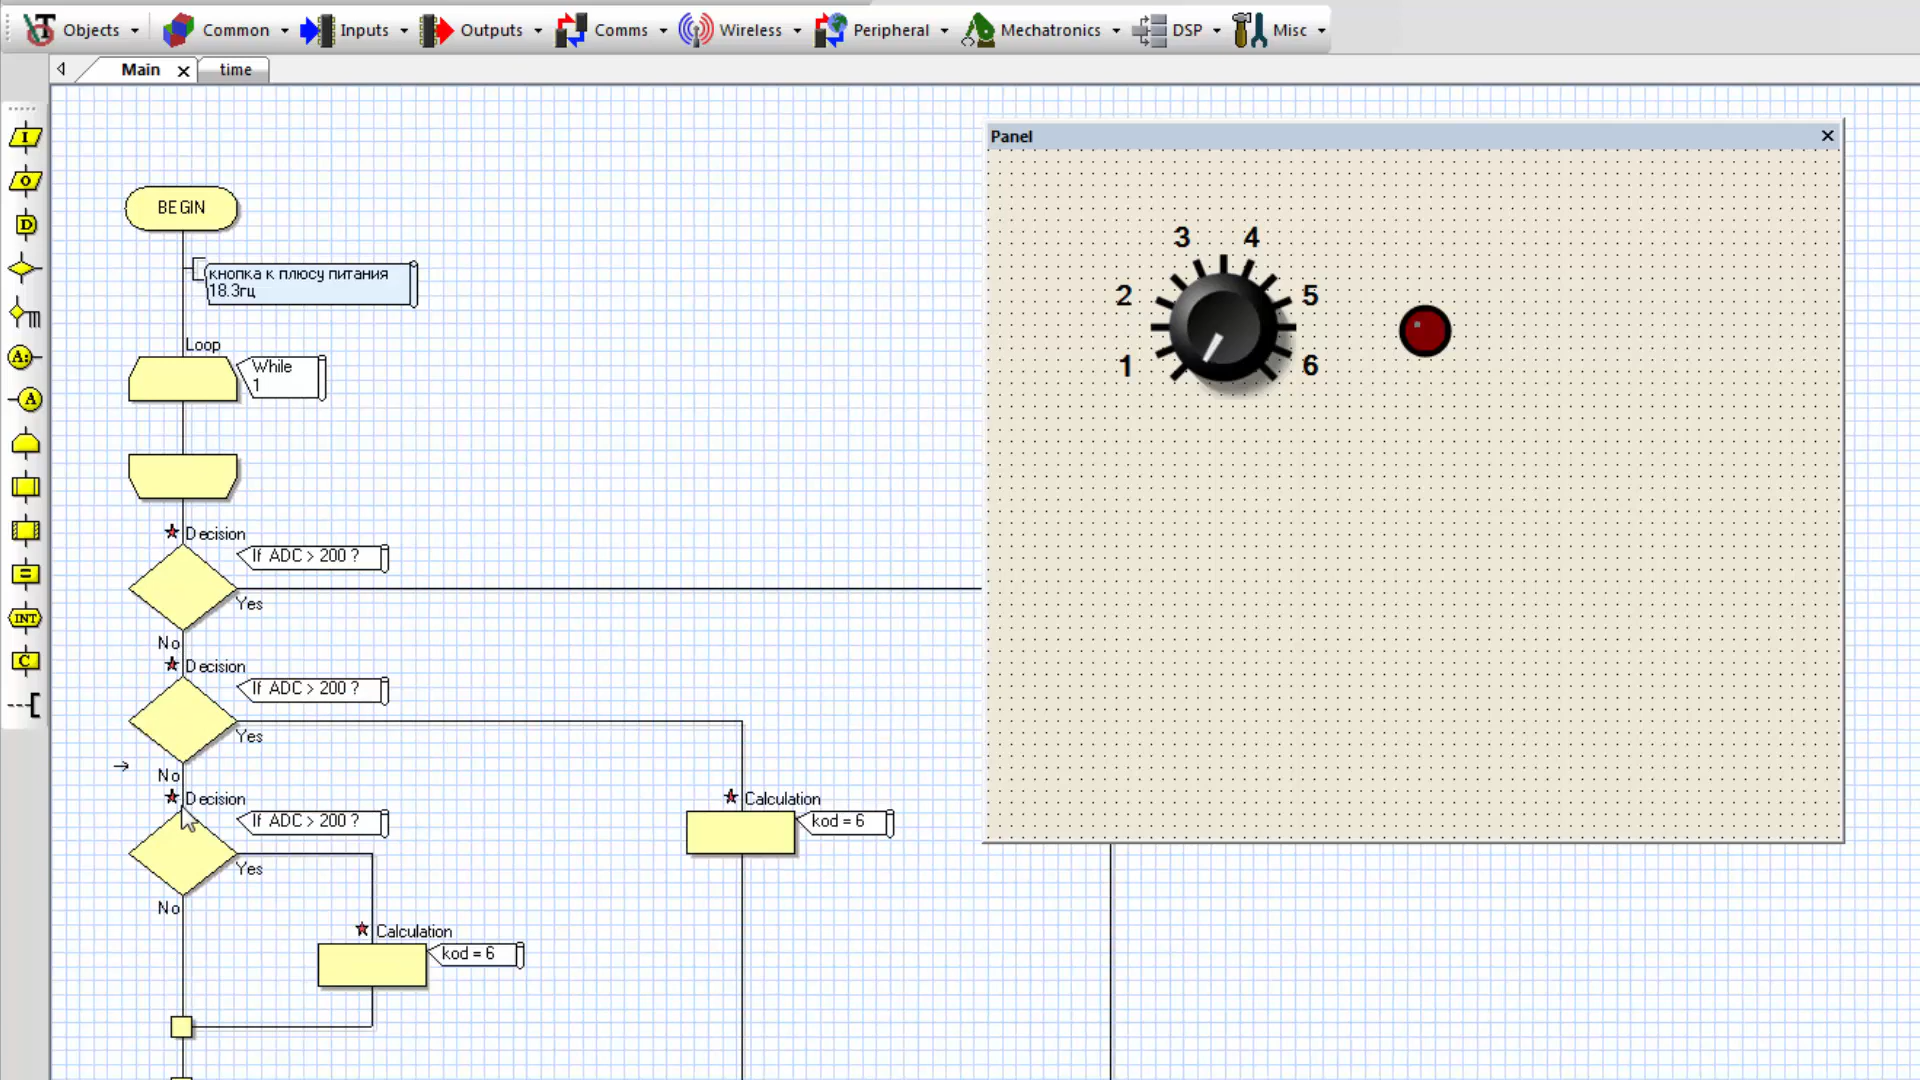 Objects Common Inputs Outputs Comms Wireless Peripheral Mechatronics DSP Misc
Main time
I
O
D
A:
A
=
INT
C
BEGIN
кнопка к плюсу питания
18.3гц
Loop
While
1
Decision
If ADC > 200 ?
Yes
No
Decision
If ADC > 200 ?
Yes
No
Decision
If ADC > 200 ?
Yes
No
Calculation
kod = 6
Calculation
kod = 6
Panel
3 4
2 5
1 6